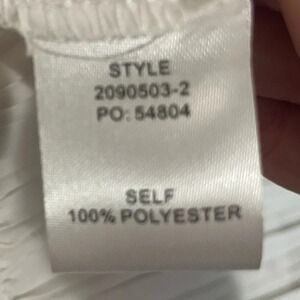 STYLE
2090503-2
PO: 54804
SELF
100% POLYESTER